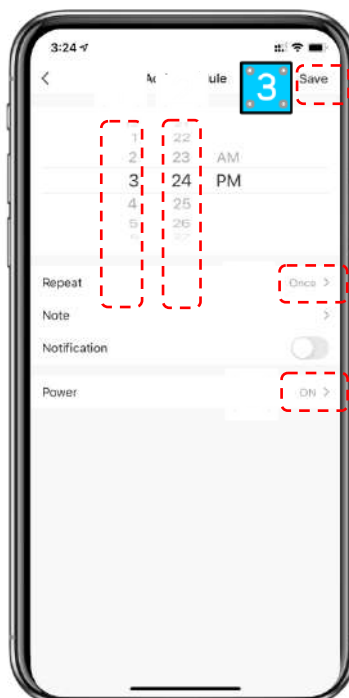 3:24
3 Save
1 22
2 23 AM
3 24 PM
4 25
5 26
Repeat Once >
Note >
Notification
Power ON >